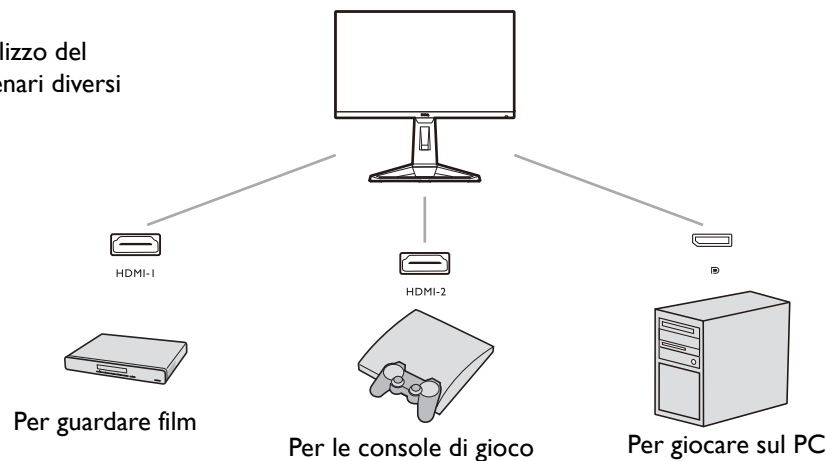 lizzo del
enari diversi
HDMI-1
HDMI-2
Per guardare film
Per le console di gioco
Per giocare sul PC